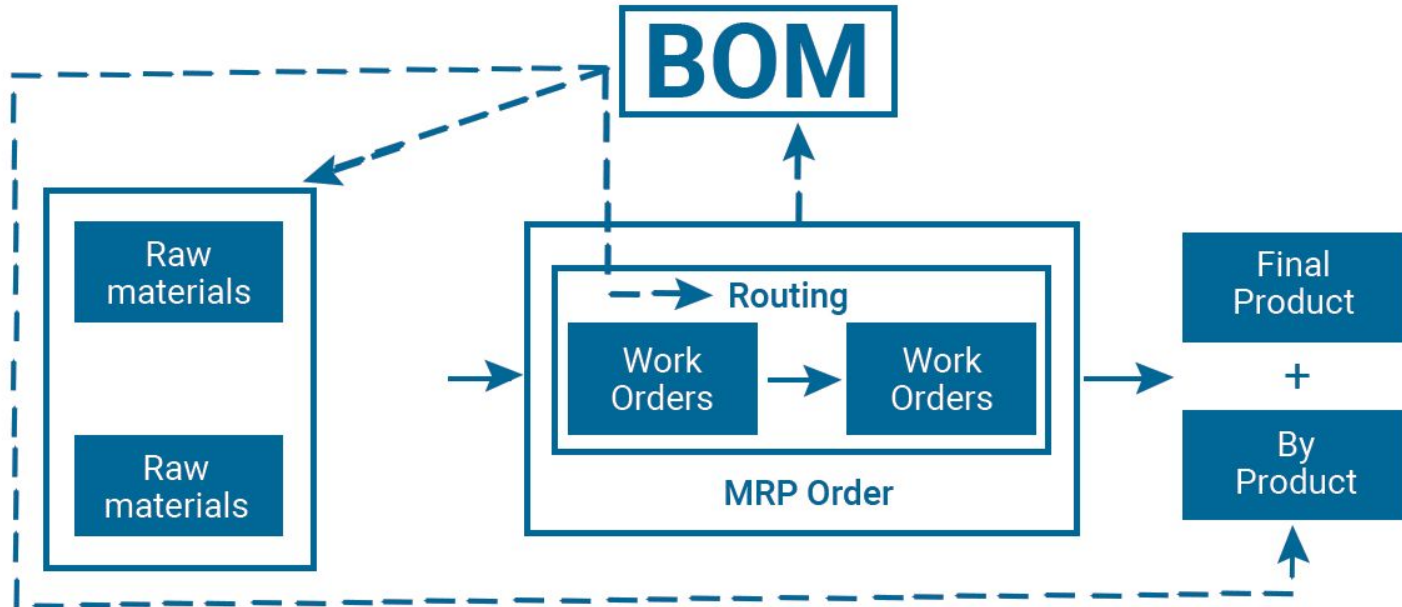 BOM
Raw
materials
Raw
materials
Routing
Work
Orders
Work
Orders
MRP Order
Final
Product
+
By
Product